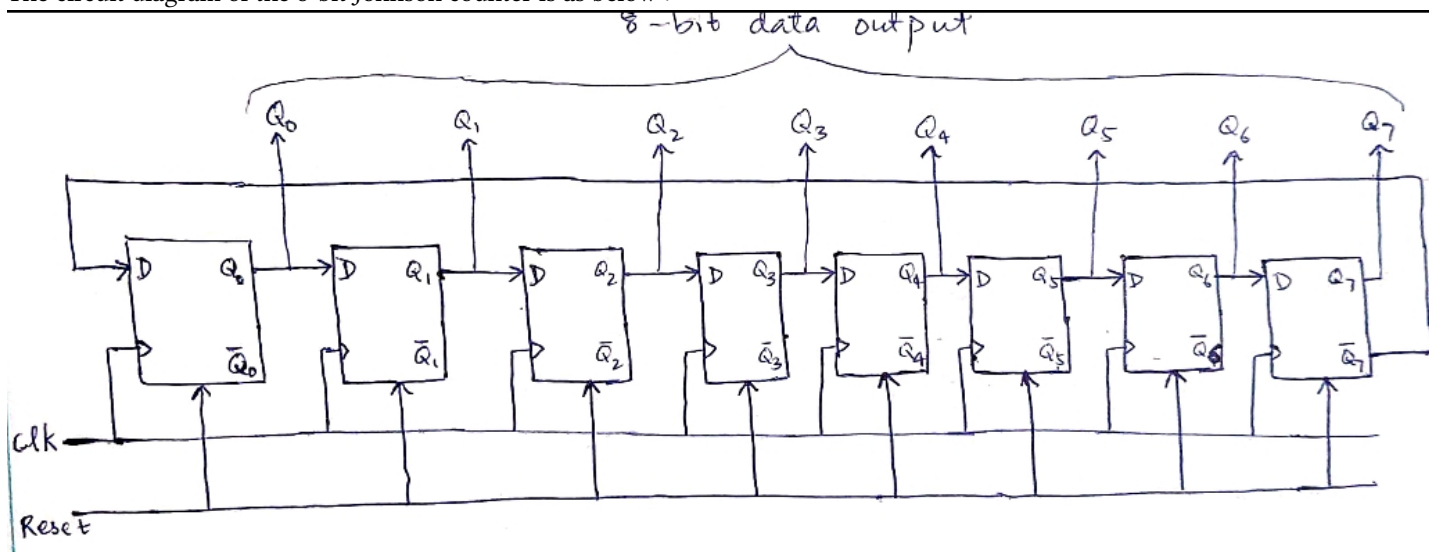 8-bit data output
Q0 Q1 Q2 Q3 Q4 Q5 Q6 Q7
D Q0 D Q1 D Q2 D Q3 D Q4 D Q5 D Q6 D Q7
Q̅0 Q̅1 Q̅2 Q̅3 Q̅4 Q̅5 Q̅6 Q̅7
Clk
Reset